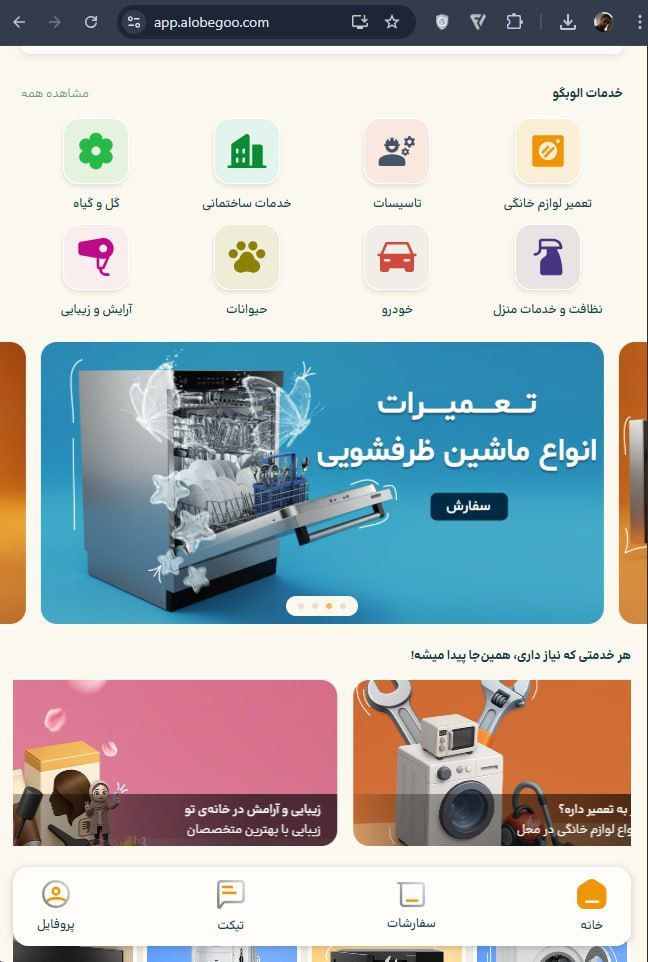 app.alobegoo.com
خدمات الوبگو
مشاهده همه
تعمیر لوازم خانگی
تاسیسات
خدمات ساختمانی
گل و گیاه
نظافت و خدمات منزل
خودرو
حیوانات
آرایش و زیبایی
تــعــمیــرات
انواع ماشین ظرفشویی
سفارش
هر خدمتی که نیاز داری، همین‌جا پیدا میشه!
به تعمیر داره؟
لوازم خانگی در محل
زیبایی و آرامش در خانه‌ی تو
زیبایی با بهترین متخصصان
خانه
سفارشات
تیکت
پروفایل